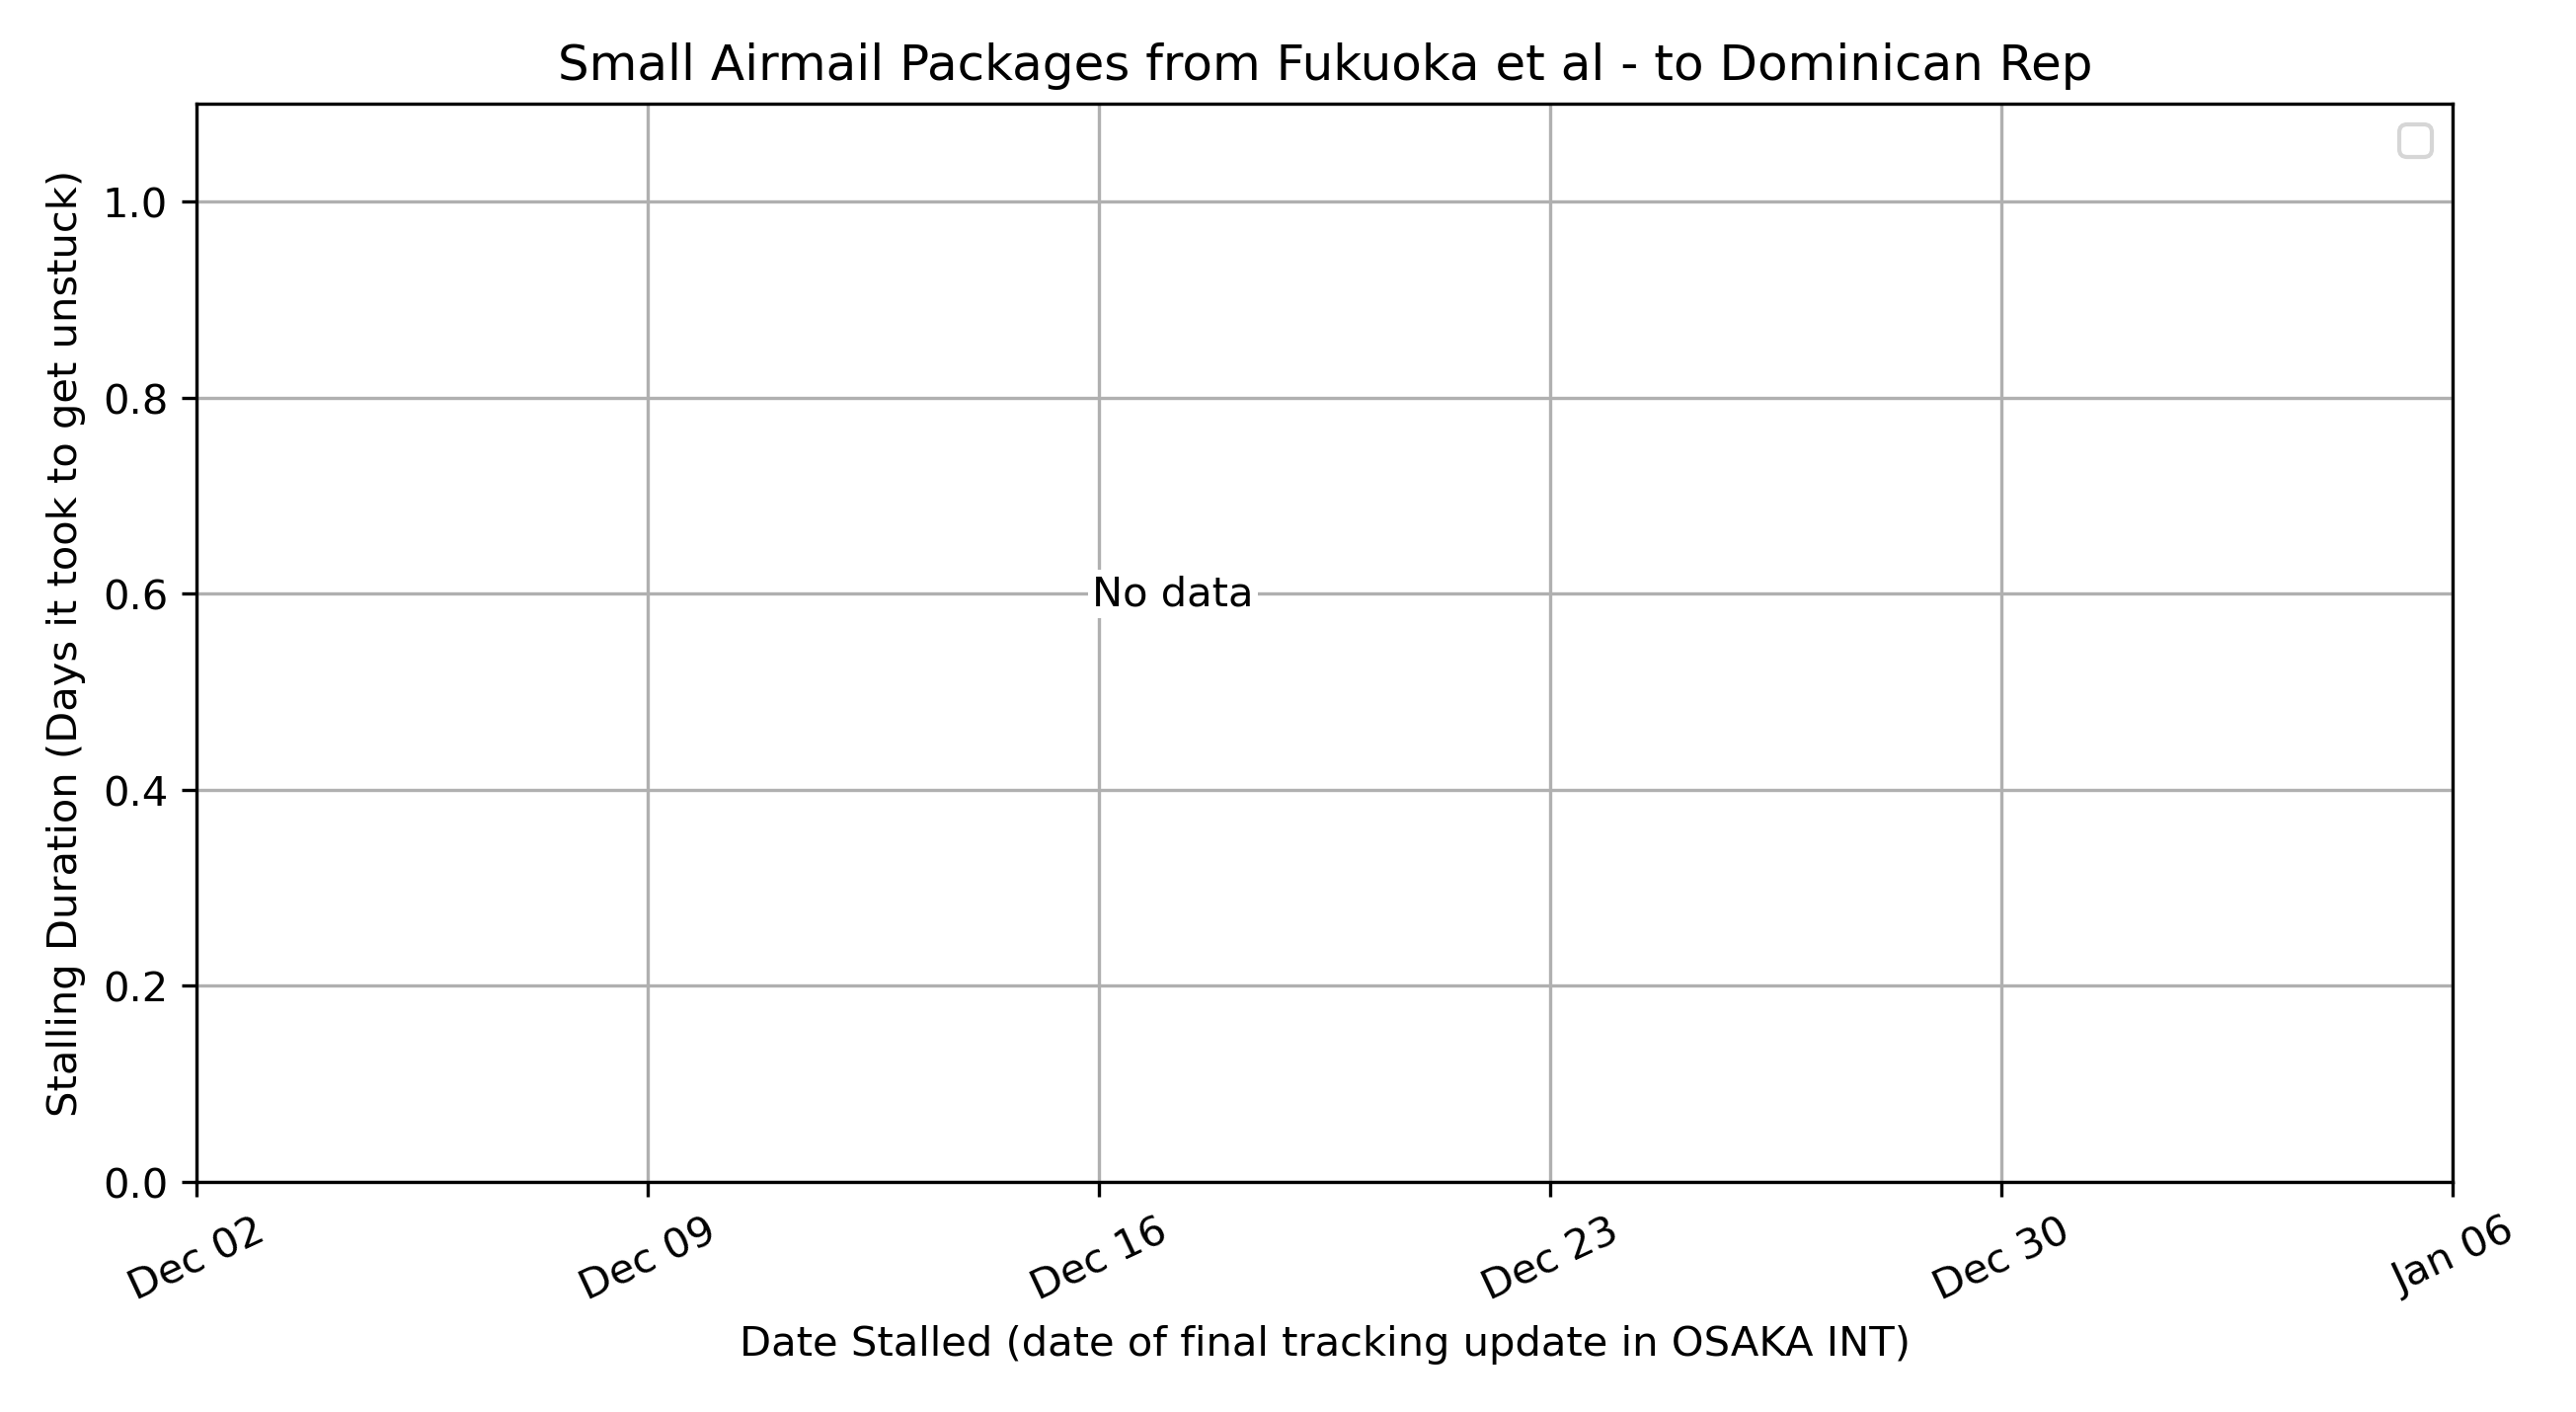 Small Airmail Packages from Fukuoka et al - to Dominican Rep
Stalling Duration (Days it took to get unstuck)
1.0
0.8
0.6
0.4
0.2
0.0
No data
Dec 02
Dec 09
Dec 16
Dec 23
Dec 30
Jan 06
Date Stalled (date of final tracking update in OSAKA INT)